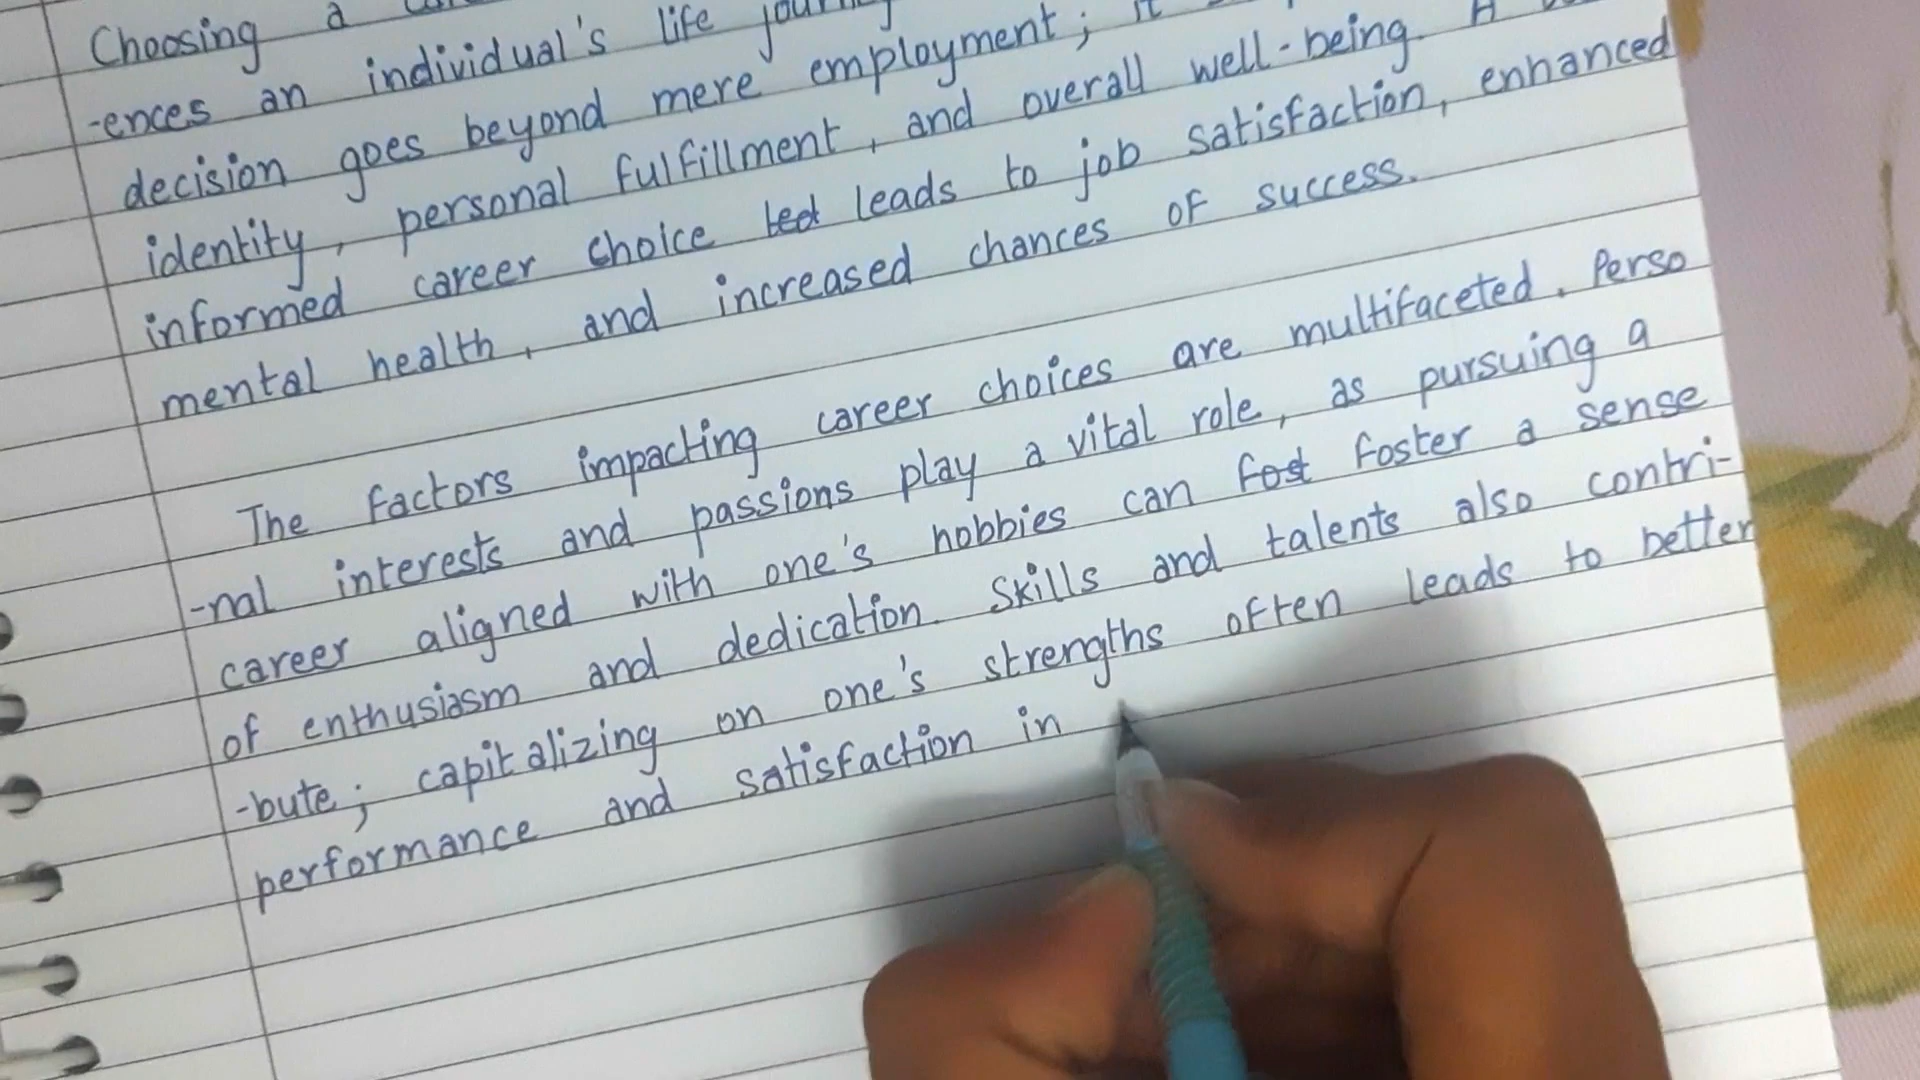 Choosing a
-ences an individual's life
decision goes beyond mere employment; it
identity, personal fulfillment, and overall well-being. A
informed career choice led leads to job satisfaction, enhanced
mental health, and increased chances of success.
The factors impacting career choices are multifaceted. Perso
-nal interests and passions play a vital role, as pursuing a
career aligned with one's hobbies can fost foster a sense
of enthusiasm and dedication. Skills and talents also contri-
-bute; capitalizing on one's strengths often leads to better
performance and satisfaction in